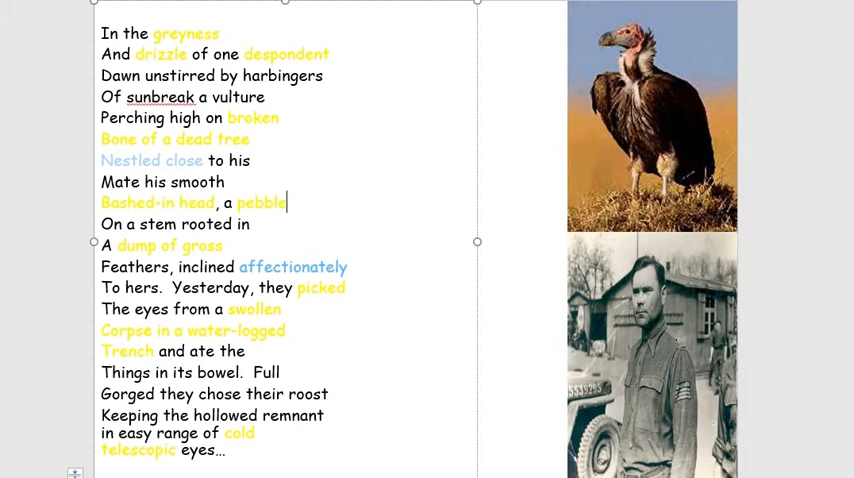 In the greyness
And drizzle of one despondent
Dawn unstirred by harbingers
Of sunbreak a vulture
Perching high on broken
Bone of a dead tree
Nestled close to his
Mate his smooth
Bashed-in head, a pebble
On a stem rooted in
A dump of gross
Feathers, inclined affectionately
To hers. Yesterday, they picked
The eyes from a swollen
Corpse in a water-logged
Trench and ate the
Things in its bowel. Full
Gorged they chose their roost
Keeping the hollowed remnant
in easy range of cold
telescopic eyes…
5539795